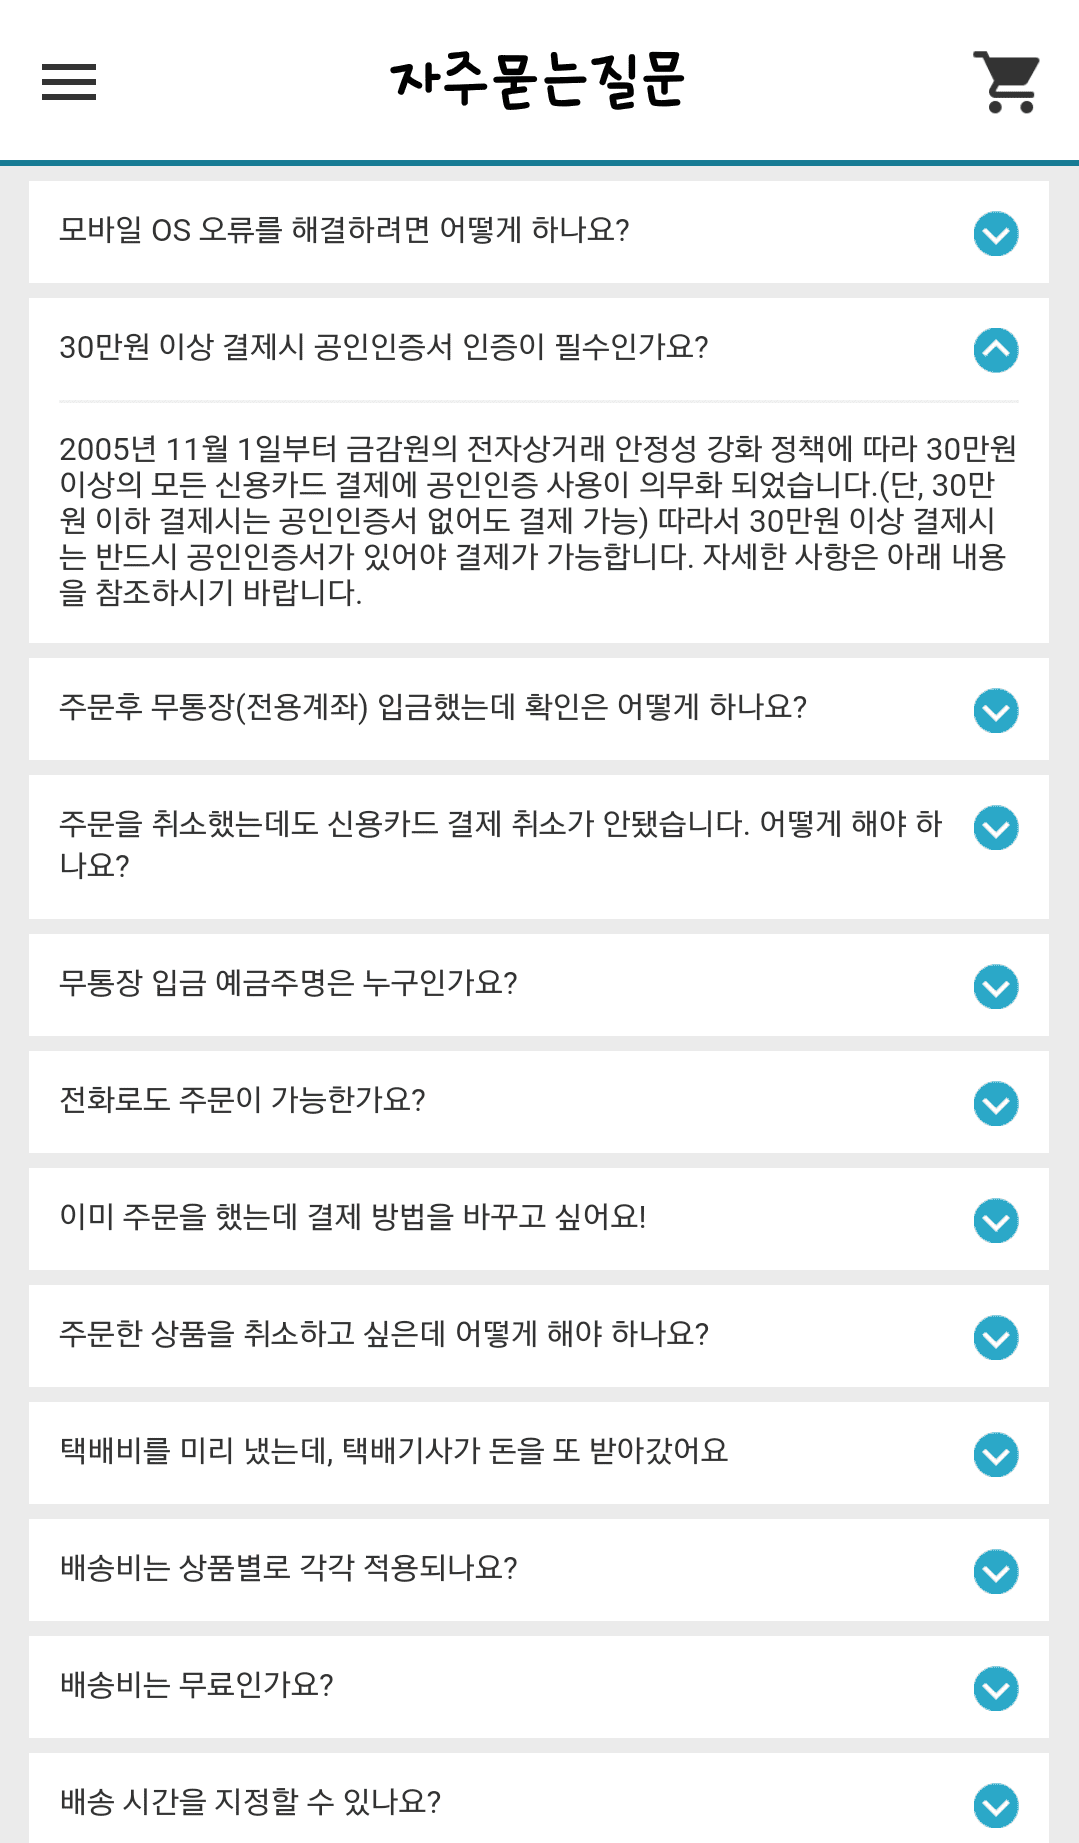 자주묻는질문
모바일 OS 오류를 해결하려면 어떻게 하나요?
30만원 이상 결제시 공인인증서 인증이 필수인가요?
2005년 11월 1일부터 금감원의 전자상거래 안정성 강화 정책에 따라 30만원
이상의 모든 신용카드 결제에 공인인증 사용이 의무화 되었습니다.(단, 30만
원 이하 결제시는 공인인증서 없어도 결제 가능) 따라서 30만원 이상 결제시
는 반드시 공인인증서가 있어야 결제가 가능합니다. 자세한 사항은 아래 내용
을 참조하시기 바랍니다.
주문후 무통장(전용계좌) 입금했는데 확인은 어떻게 하나요?
주문을 취소했는데도 신용카드 결제 취소가 안됐습니다. 어떻게 해야 하
나요?
무통장 입금 예금주명은 누구인가요?
전화로도 주문이 가능한가요?
이미 주문을 했는데 결제 방법을 바꾸고 싶어요!
주문한 상품을 취소하고 싶은데 어떻게 해야 하나요?
택배비를 미리 냈는데, 택배기사가 돈을 또 받아갔어요
배송비는 상품별로 각각 적용되나요?
배송비는 무료인가요?
배송 시간을 지정할 수 있나요?